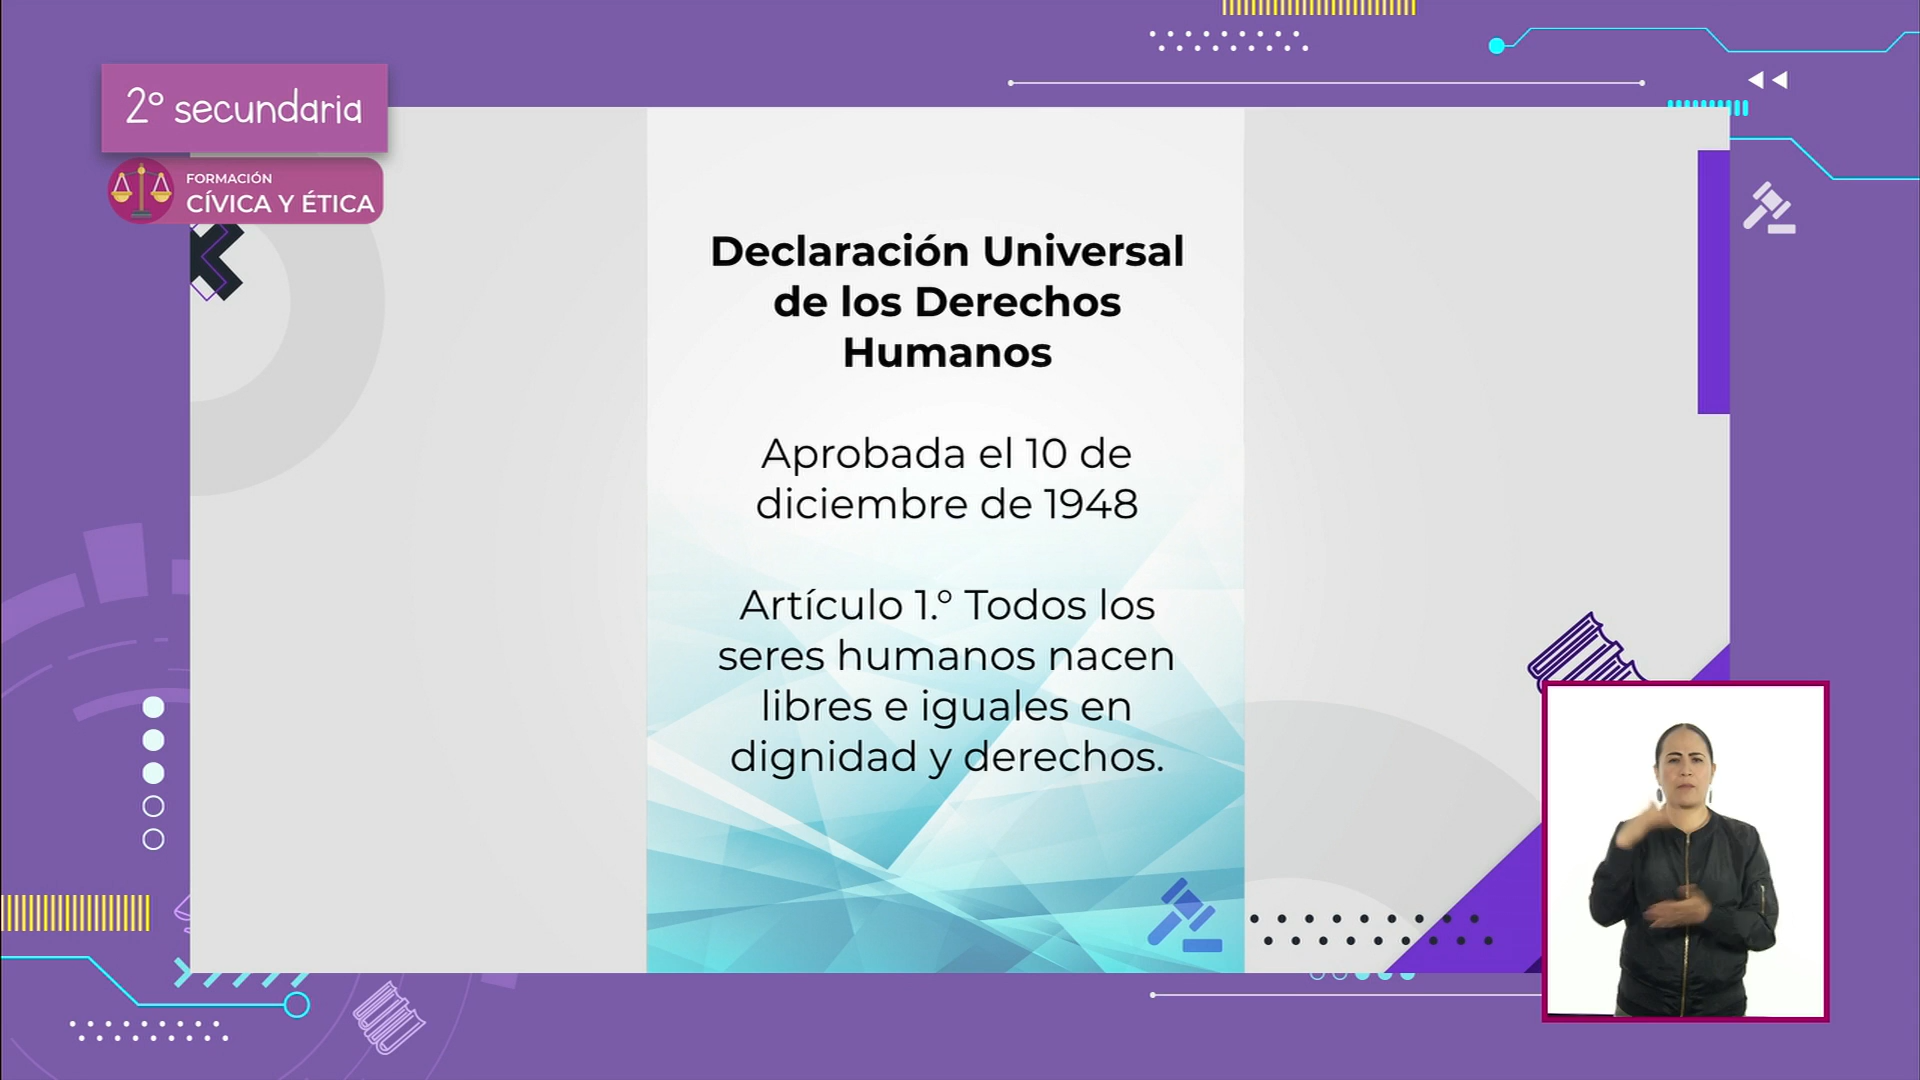 2° secundaria
FORMACIÓN
CÍVICA Y ÉTICA
Declaración Universal
de los Derechos
Humanos
Aprobada el 10 de
diciembre de 1948
Artículo 1.° Todos los
seres humanos nacen
libres e iguales en
dignidad y derechos.